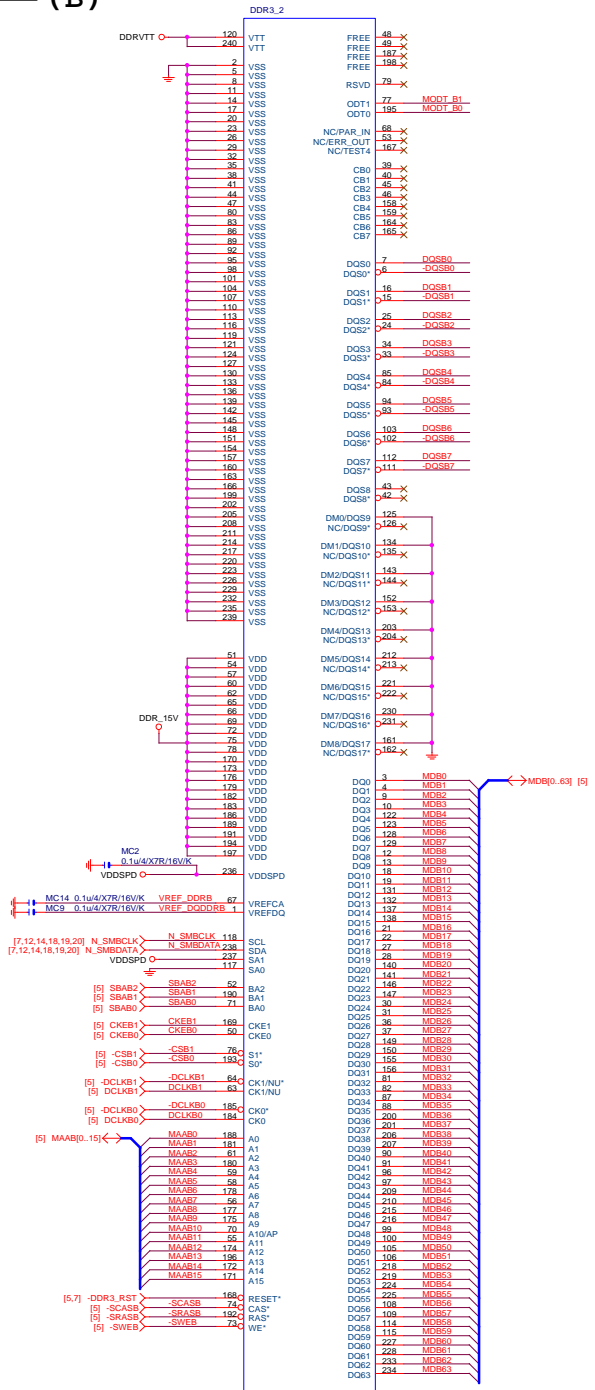 (B)
DDR3_2
DDRVTT 120 VTT
240 VTT
2 VSS
5 VSS
8 VSS
11 VSS
14 VSS
17 VSS
20 VSS
23 VSS
26 VSS
29 VSS
32 VSS
35 VSS
38 VSS
41 VSS
44 VSS
47 VSS
80 VSS
83 VSS
86 VSS
89 VSS
92 VSS
95 VSS
98 VSS
101 VSS
104 VSS
107 VSS
110 VSS
113 VSS
116 VSS
119 VSS
121 VSS
124 VSS
127 VSS
130 VSS
133 VSS
136 VSS
139 VSS
142 VSS
145 VSS
148 VSS
151 VSS
154 VSS
157 VSS
160 VSS
163 VSS
166 VSS
199 VSS
202 VSS
205 VSS
208 VSS
211 VSS
214 VSS
217 VSS
220 VSS
223 VSS
226 VSS
229 VSS
232 VSS
235 VSS
239 VSS
51 VDD
54 VDD
57 VDD
60 VDD
62 VDD
65 VDD
66 VDD
69 VDD
DDR_15V
72 VDD
75 VDD
78 VDD
170 VDD
173 VDD
176 VDD
179 VDD
182 VDD
183 VDD
186 VDD
189 VDD
191 VDD
194 VDD
197 VDD
MC2
0.1u/4/X7R/16V/K
VDDSPD 236 VDDSPD
MC14 0.1u/4/X7R/16V/K VREF_DDRB 67 VREFCA
MC9 0.1u/4/X7R/16V/K VREF_DQDDRB 1 VREFDQ
[7,12,14,18,19,20] N_SMBCLK N_SMBCLK 118 SCL
[7,12,14,18,19,20] N_SMBDATA N_SMBDATA 238 SDA
VDDSPD 237 SA1
117 SA0
[5] SBAB2 SBAB2 52 BA2
[5] SBAB1 SBAB1 190 BA1
[5] SBAB0 SBAB0 71 BA0
[5] CKEB1 CKEB1 169 CKE1
[5] CKEB0 CKEB0 50 CKE0
[5] -CSB1 -CSB1 76 S1*
[5] -CSB0 -CSB0 193 S0*
[5] -DCLKB1 -DCLKB1 64 CK1/NU*
[5] DCLKB1 DCLKB1 63 CK1/NU
[5] -DCLKB0 -DCLKB0 185 CK0*
[5] DCLKB0 DCLKB0 184 CK0
[5] MAAB[0..15]
MAAB0 188 A0
MAAB1 181 A1
MAAB2 61 A2
MAAB3 180 A3
MAAB4 59 A4
MAAB5 58 A5
MAAB6 178 A6
MAAB7 56 A7
MAAB8 177 A8
MAAB9 175 A9
MAAB10 70 A10/AP
MAAB11 55 A11
MAAB12 174 A12
MAAB13 196 A13
MAAB14 172 A14
MAAB15 171 A15
[5,7] -DDR3_RST 168 RESET*
[5] -SCASB -SCASB 74 CAS*
[5] -SRASB -SRASB 192 RAS*
[5] -SWEB -SWEB 73 WE*
FREE 48
FREE 49
FREE 187
FREE 198
RSVD 79
ODT1 77 MODT_B1
ODT0 195 MODT_B0
NC/PAR_IN 68
NC/ERR_OUT 53
NC/TEST4 167
CB0 39
CB1 40
CB2 45
CB3 46
CB4 158
CB5 159
CB6 164
CB7 165
DQS0 7 DQSB0
DQS0* 6 -DQSB0
DQS1 16 DQSB1
DQS1* 15 -DQSB1
DQS2 25 DQSB2
DQS2* 24 -DQSB2
DQS3 34 DQSB3
DQS3* 33 -DQSB3
DQS4 85 DQSB4
DQS4* 84 -DQSB4
DQS5 94 DQSB5
DQS5* 93 -DQSB5
DQS6 103 DQSB6
DQS6* 102 -DQSB6
DQS7 112 DQSB7
DQS7* 111 -DQSB7
DQS8 43
DQS8* 42
DM0/DQS9 125
NC/DQS9* 126
DM1/DQS10 134
NC/DQS10* 135
DM2/DQS11 143
NC/DQS11* 144
DM3/DQS12 152
NC/DQS12* 153
DM4/DQS13 203
NC/DQS13* 204
DM5/DQS14 212
NC/DQS14* 213
DM6/DQS15 221
NC/DQS15* 222
DM7/DQS16 230
NC/DQS16* 231
DM8/DQS17 161
NC/DQS17* 162
DQ0 3 MDB0 MDB[0..63] [5]
DQ1 4 MDB1
DQ2 9 MDB2
DQ3 10 MDB3
DQ4 122 MDB4
DQ5 123 MDB5
DQ6 128 MDB6
DQ7 129 MDB7
DQ8 12 MDB8
DQ9 13 MDB9
DQ10 18 MDB10
DQ11 19 MDB11
DQ12 131 MDB12
DQ13 132 MDB13
DQ14 137 MDB14
DQ15 138 MDB15
DQ16 21 MDB16
DQ17 22 MDB17
DQ18 27 MDB18
DQ19 28 MDB19
DQ20 140 MDB20
DQ21 141 MDB21
DQ22 146 MDB22
DQ23 147 MDB23
DQ24 30 MDB24
DQ25 31 MDB25
DQ26 36 MDB26
DQ27 37 MDB27
DQ28 149 MDB28
DQ29 150 MDB29
DQ30 155 MDB30
DQ31 156 MDB31
DQ32 81 MDB32
DQ33 82 MDB33
DQ34 87 MDB34
DQ35 88 MDB35
DQ36 200 MDB36
DQ37 201 MDB37
DQ38 206 MDB38
DQ39 207 MDB39
DQ40 90 MDB40
DQ41 91 MDB41
DQ42 96 MDB42
DQ43 97 MDB43
DQ44 209 MDB44
DQ45 210 MDB45
DQ46 215 MDB46
DQ47 216 MDB47
DQ48 99 MDB48
DQ49 100 MDB49
DQ50 105 MDB50
DQ51 106 MDB51
DQ52 218 MDB52
DQ53 219 MDB53
DQ54 224 MDB54
DQ55 225 MDB55
DQ56 108 MDB56
DQ57 109 MDB57
DQ58 114 MDB58
DQ59 115 MDB59
DQ60 227 MDB60
DQ61 228 MDB61
DQ62 233 MDB62
DQ63 234 MDB63